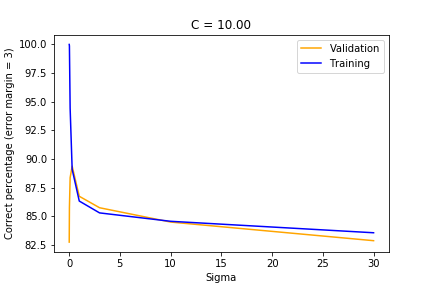 C = 10.00
Correct percentage (error margin = 3)
100.0
97.5
95.0
92.5
90.0
87.5
85.0
82.5
Validation
Training
0 5 10 15 20 25 30
Sigma